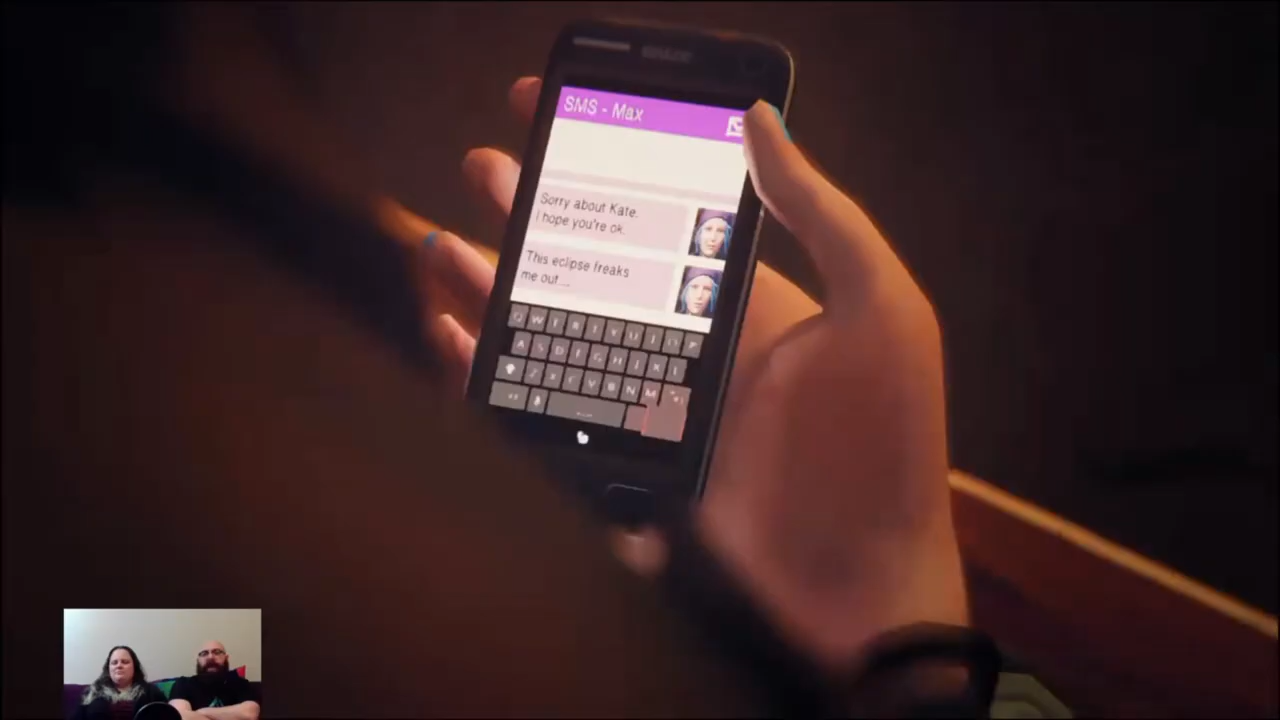 SMS - Max
Sorry about Kate.
I hope you're ok.
This eclipse freaks
me out...
Q W E R T Y U I O P
A S D F G H J K L
Z X C V B N M